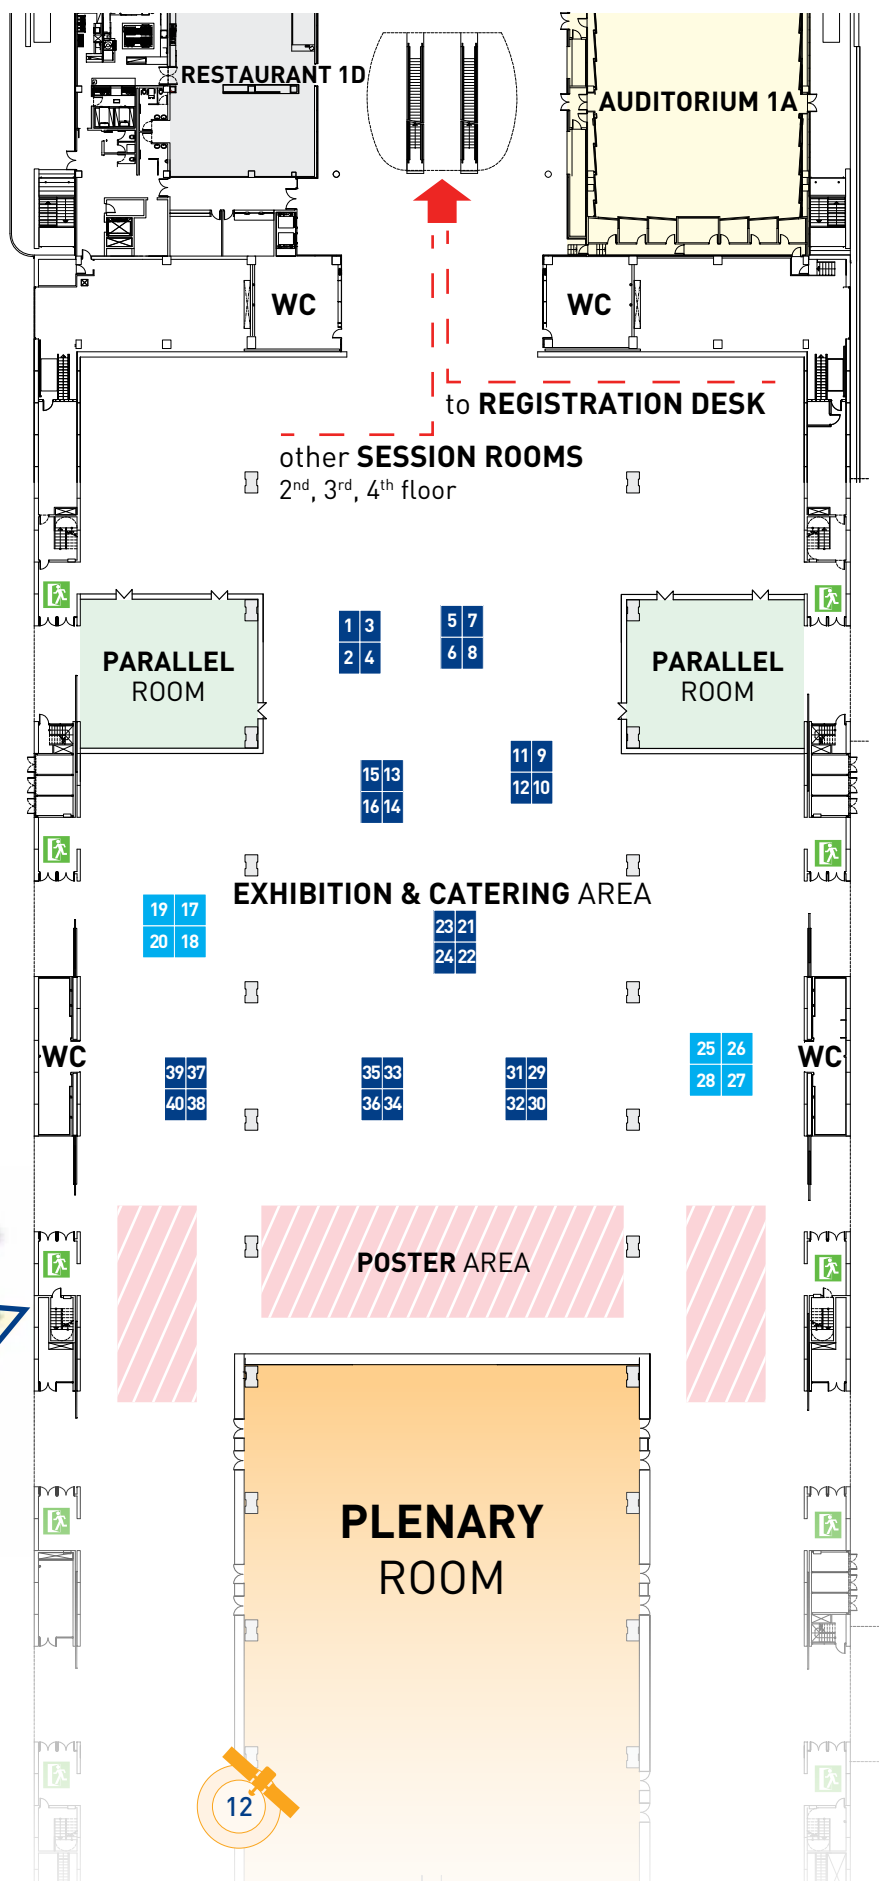 RESTAURANT 1D
AUDITORIUM 1A
WC
WC
to REGISTRATION DESK
other SESSION ROOMS
2nd, 3rd, 4th floor
1 3
2 4
5 7
6 8
PARALLEL
ROOM
PARALLEL
ROOM
11 9
12 10
15 13
16 14
EXHIBITION & CATERING AREA
19 17
20 18
23 21
24 22
WC
WC
25 26
28 27
39 37
40 38
35 33
36 34
31 29
32 30
POSTER AREA
PLENARY
ROOM
12